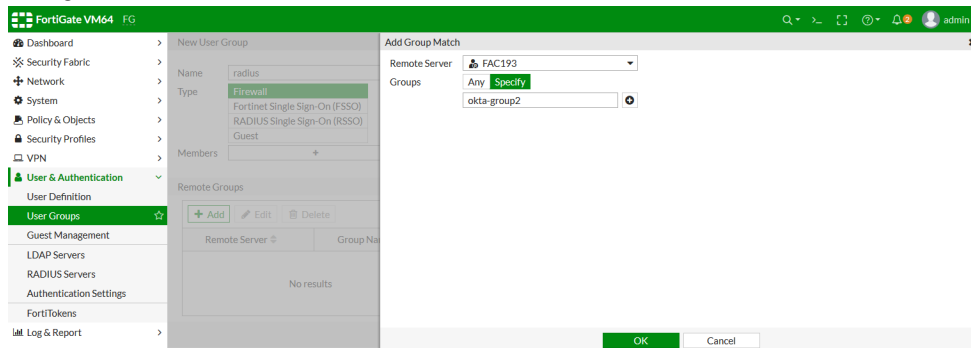 FortiGate VM64 FG
2 admin
Dashboard
Security Fabric
Network
System
Policy & Objects
Security Profiles
VPN
User & Authentication
User Definition
User Groups
Guest Management
LDAP Servers
RADIUS Servers
Authentication Settings
FortiTokens
Log & Report
New User Group
Name radius
Type Firewall
Fortinet Single Sign-On (FSSO)
RADIUS Single Sign-On (RSSO)
Guest
Members +
Remote Groups
+ Add Edit Delete
Remote Server Group Na
No results
Add Group Match
Remote Server FAC193
Groups Any Specify
okta-group2
OK Cancel